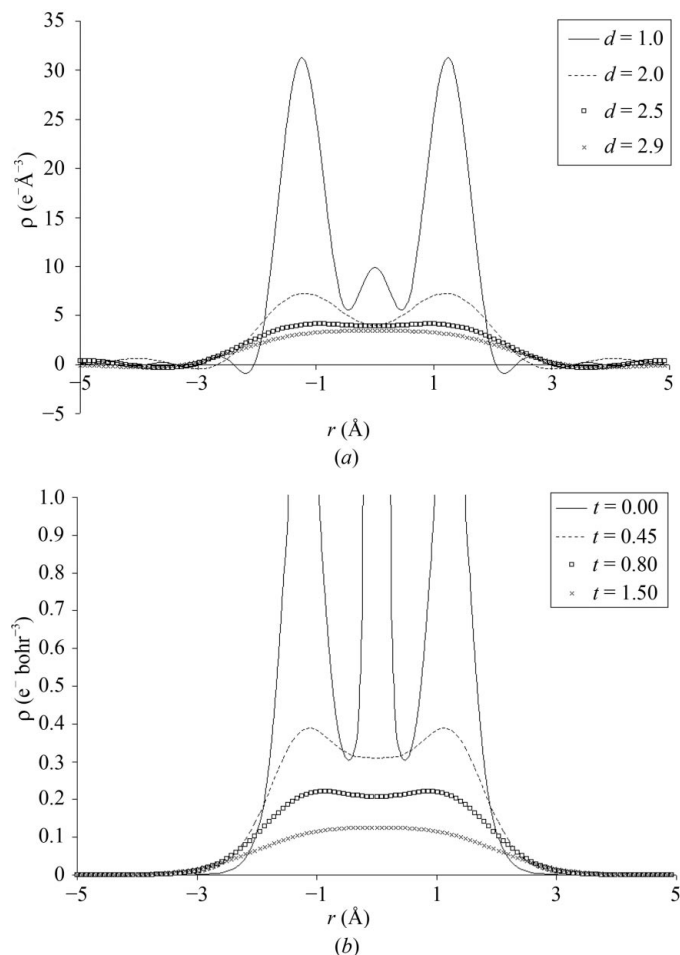 35
30
25
20
15
10
5
0
−5
ρ (e⁻Å⁻³)
d = 1.0
d = 2.0
d = 2.5
d = 2.9
−5
−3
−1
1
3
5
r (Å)
(a)
1.0
0.9
0.8
0.7
0.6
0.5
0.4
0.3
0.2
0.1
0
ρ (e⁻ bohr⁻³)
t = 0.00
t = 0.45
t = 0.80
t = 1.50
−5
−3
−1
1
3
5
r (Å)
(b)